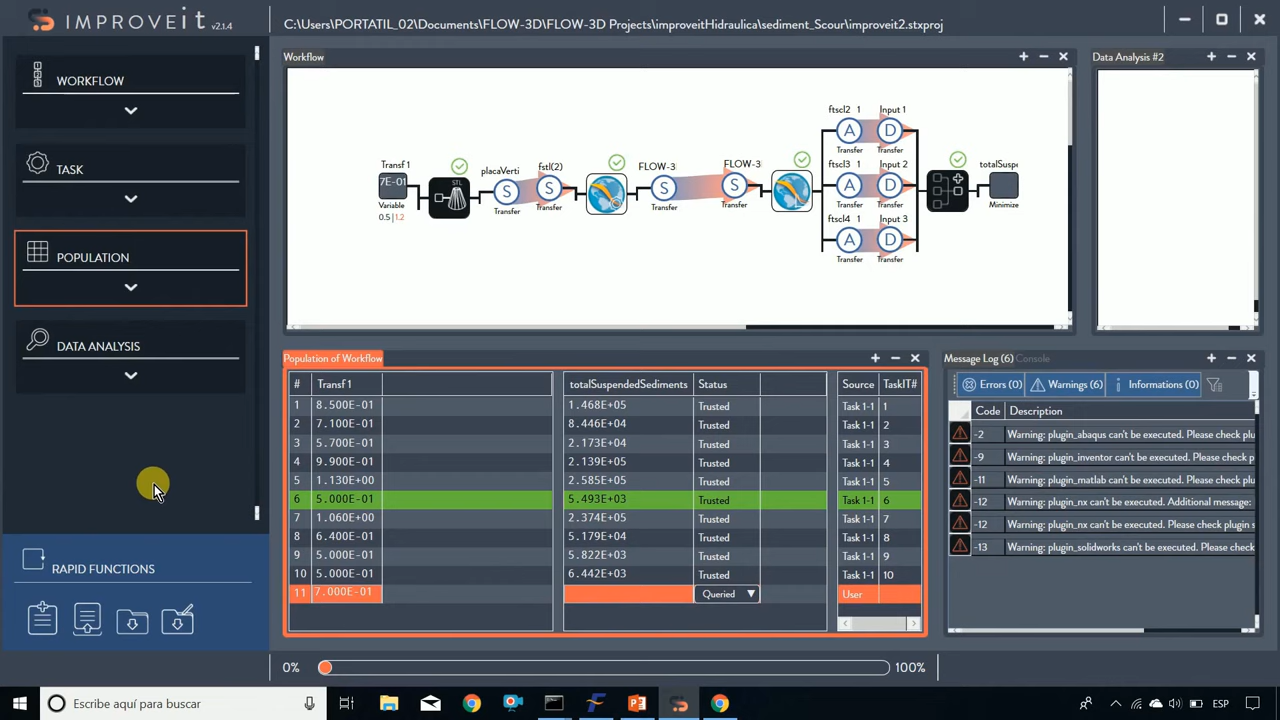 IMPROVEit v2.1.4
C:\Users\PORTATIL_02\Documents\FLOW-3D\FLOW-3D Projects\improveitHidraulica\sediment_Scour\improveit2.stxproj
WORKFLOW
TASK
POPULATION
DATA ANALYSIS
RAPID FUNCTIONS
Workflow
Transf 1
7E-01
Variable
0.5 | 1.2
STL
placaVerti
S
Transfer
fstl(2)
S
Transfer
FLOW-3
S
Transfer
FLOW-3
S
Transfer
ftscl2 1 Input 1
A D
Transfer Transfer
ftscl3 1 Input 2
A D
Transfer Transfer
ftscl4 1 Input 3
A D
Transfer Transfer
totalSuspe
Minimize
Data Analysis #2
Population of Workflow
# Transf 1 totalSuspendedSediments Status Source TaskIT#
1 8.500E-01 1.468E+05 Trusted Task 1-1 1
2 7.100E-01 8.446E+04 Trusted Task 1-1 2
3 5.700E-01 2.173E+04 Trusted Task 1-1 3
4 9.900E-01 2.139E+05 Trusted Task 1-1 4
5 1.130E+00 2.585E+05 Trusted Task 1-1 5
6 5.000E-01 5.493E+03 Trusted Task 1-1 6
7 1.060E+00 2.374E+05 Trusted Task 1-1 7
8 6.400E-01 5.179E+04 Trusted Task 1-1 8
9 5.000E-01 5.822E+03 Trusted Task 1-1 9
10 5.000E-01 6.442E+03 Trusted Task 1-1 10
11 7.000E-01 Queried User
Message Log (6) Console
Errors (0) Warnings (6) Informations (0)
Code Description
-2 Warning: plugin_abaqus can't be executed. Please check plu
-9 Warning: plugin_inventor can't be executed. Please check pl
-11 Warning: plugin_matlab can't be executed. Please check plu
-12 Warning: plugin_nx can't be executed. Additional message:
-12 Warning: plugin_nx can't be executed. Please check plugin s
-13 Warning: plugin_solidworks can't be executed. Please check
0% 100%
Escribe aquí para buscar
ESP